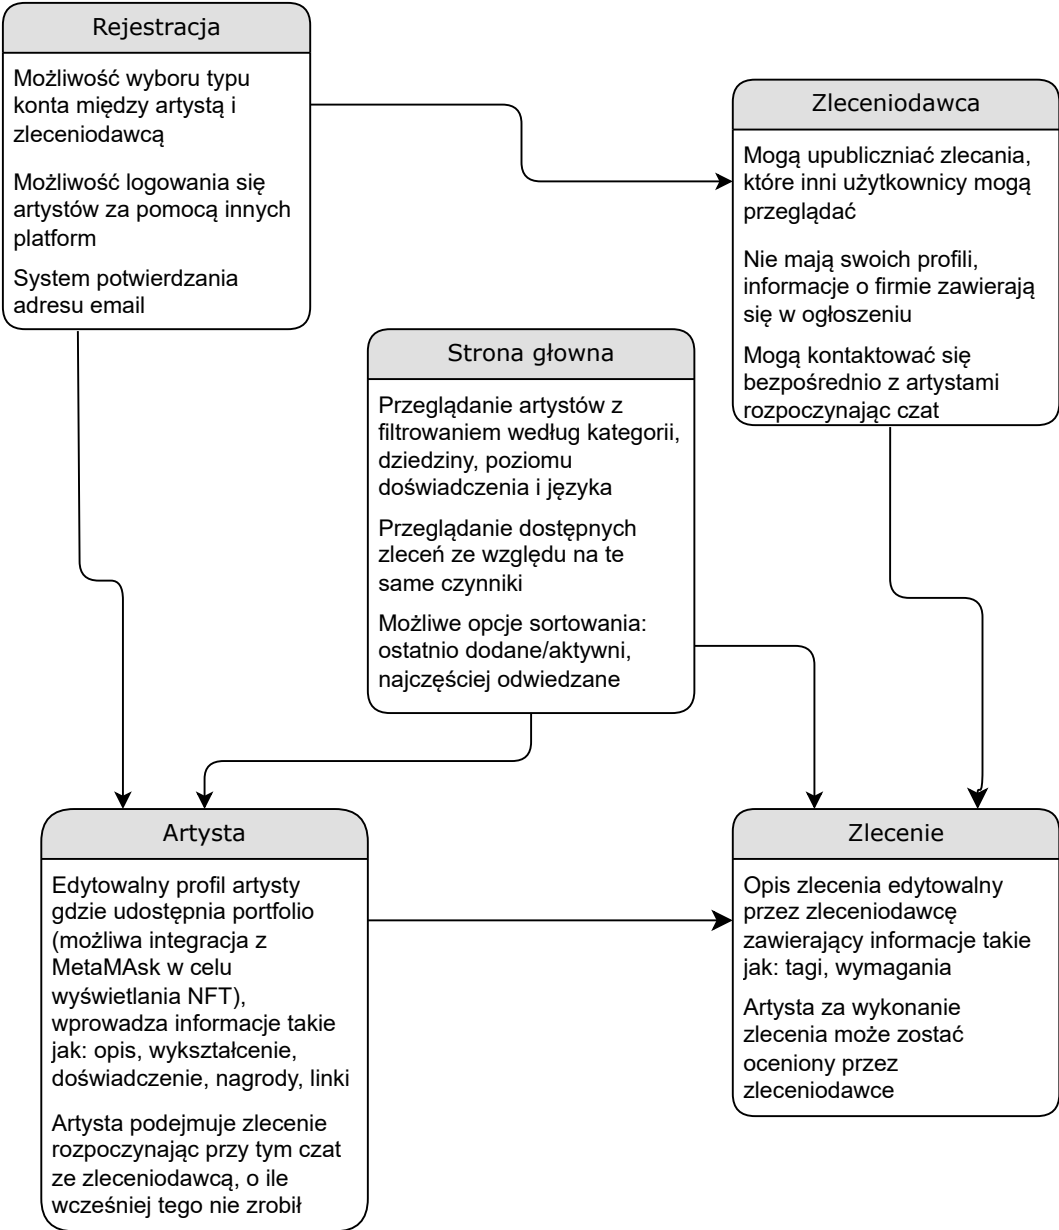 Rejestracja
Możliwość wyboru typu
konta między artystą i
zleceniodawcą
Możliwość logowania się
artystów za pomocą innych
platform
System potwierdzania
adresu email
Zleceniodawca
Mogą upubliczniać zlecania,
które inni użytkownicy mogą
przeglądać
Nie mają swoich profili,
informacje o firmie zawierają
się w ogłoszeniu
Mogą kontaktować się
bezpośrednio z artystami
rozpoczynając czat
Strona głowna
Przeglądanie artystów z
filtrowaniem według kategorii,
dziedziny, poziomu
doświadczenia i języka
Przeglądanie dostępnych
zleceń ze względu na te
same czynniki
Możliwe opcje sortowania:
ostatnio dodane/aktywni,
najczęściej odwiedzane
Artysta
Edytowalny profil artysty
gdzie udostępnia portfolio
(możliwa integracja z
MetaMAsk w celu
wyświetlania NFT),
wprowadza informacje takie
jak: opis, wykształcenie,
doświadczenie, nagrody, linki
Artysta podejmuje zlecenie
rozpoczynając przy tym czat
ze zleceniodawcą, o ile
wcześniej tego nie zrobił
Zlecenie
Opis zlecenia edytowalny
przez zleceniodawcę
zawierający informacje takie
jak: tagi, wymagania
Artysta za wykonanie
zlecenia może zostać
oceniony przez
zleceniodawce